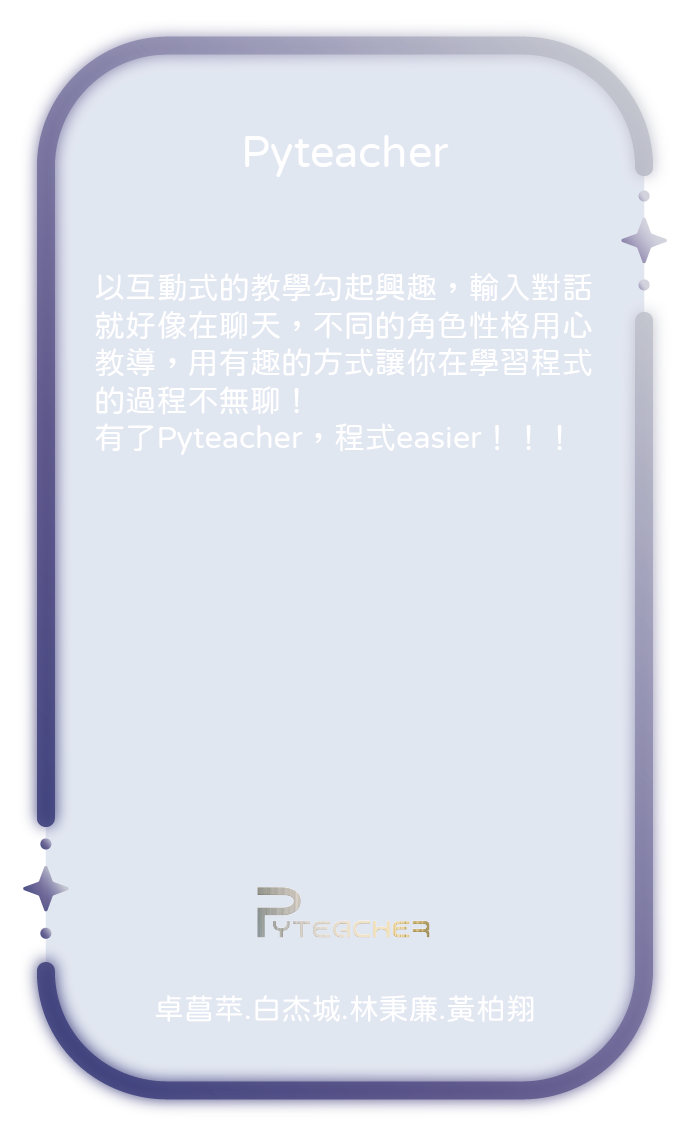 Pyteacher
以互動式的教學勾起興趣，輸入對話
就好像在聊天，不同的角色性格用心
教導，用有趣的方式讓你在學習程式
的過程不無聊！
有了Pyteacher，程式easier！！！
PYTEACHER
卓菖苹.白杰城.林秉廉.黃柏翔